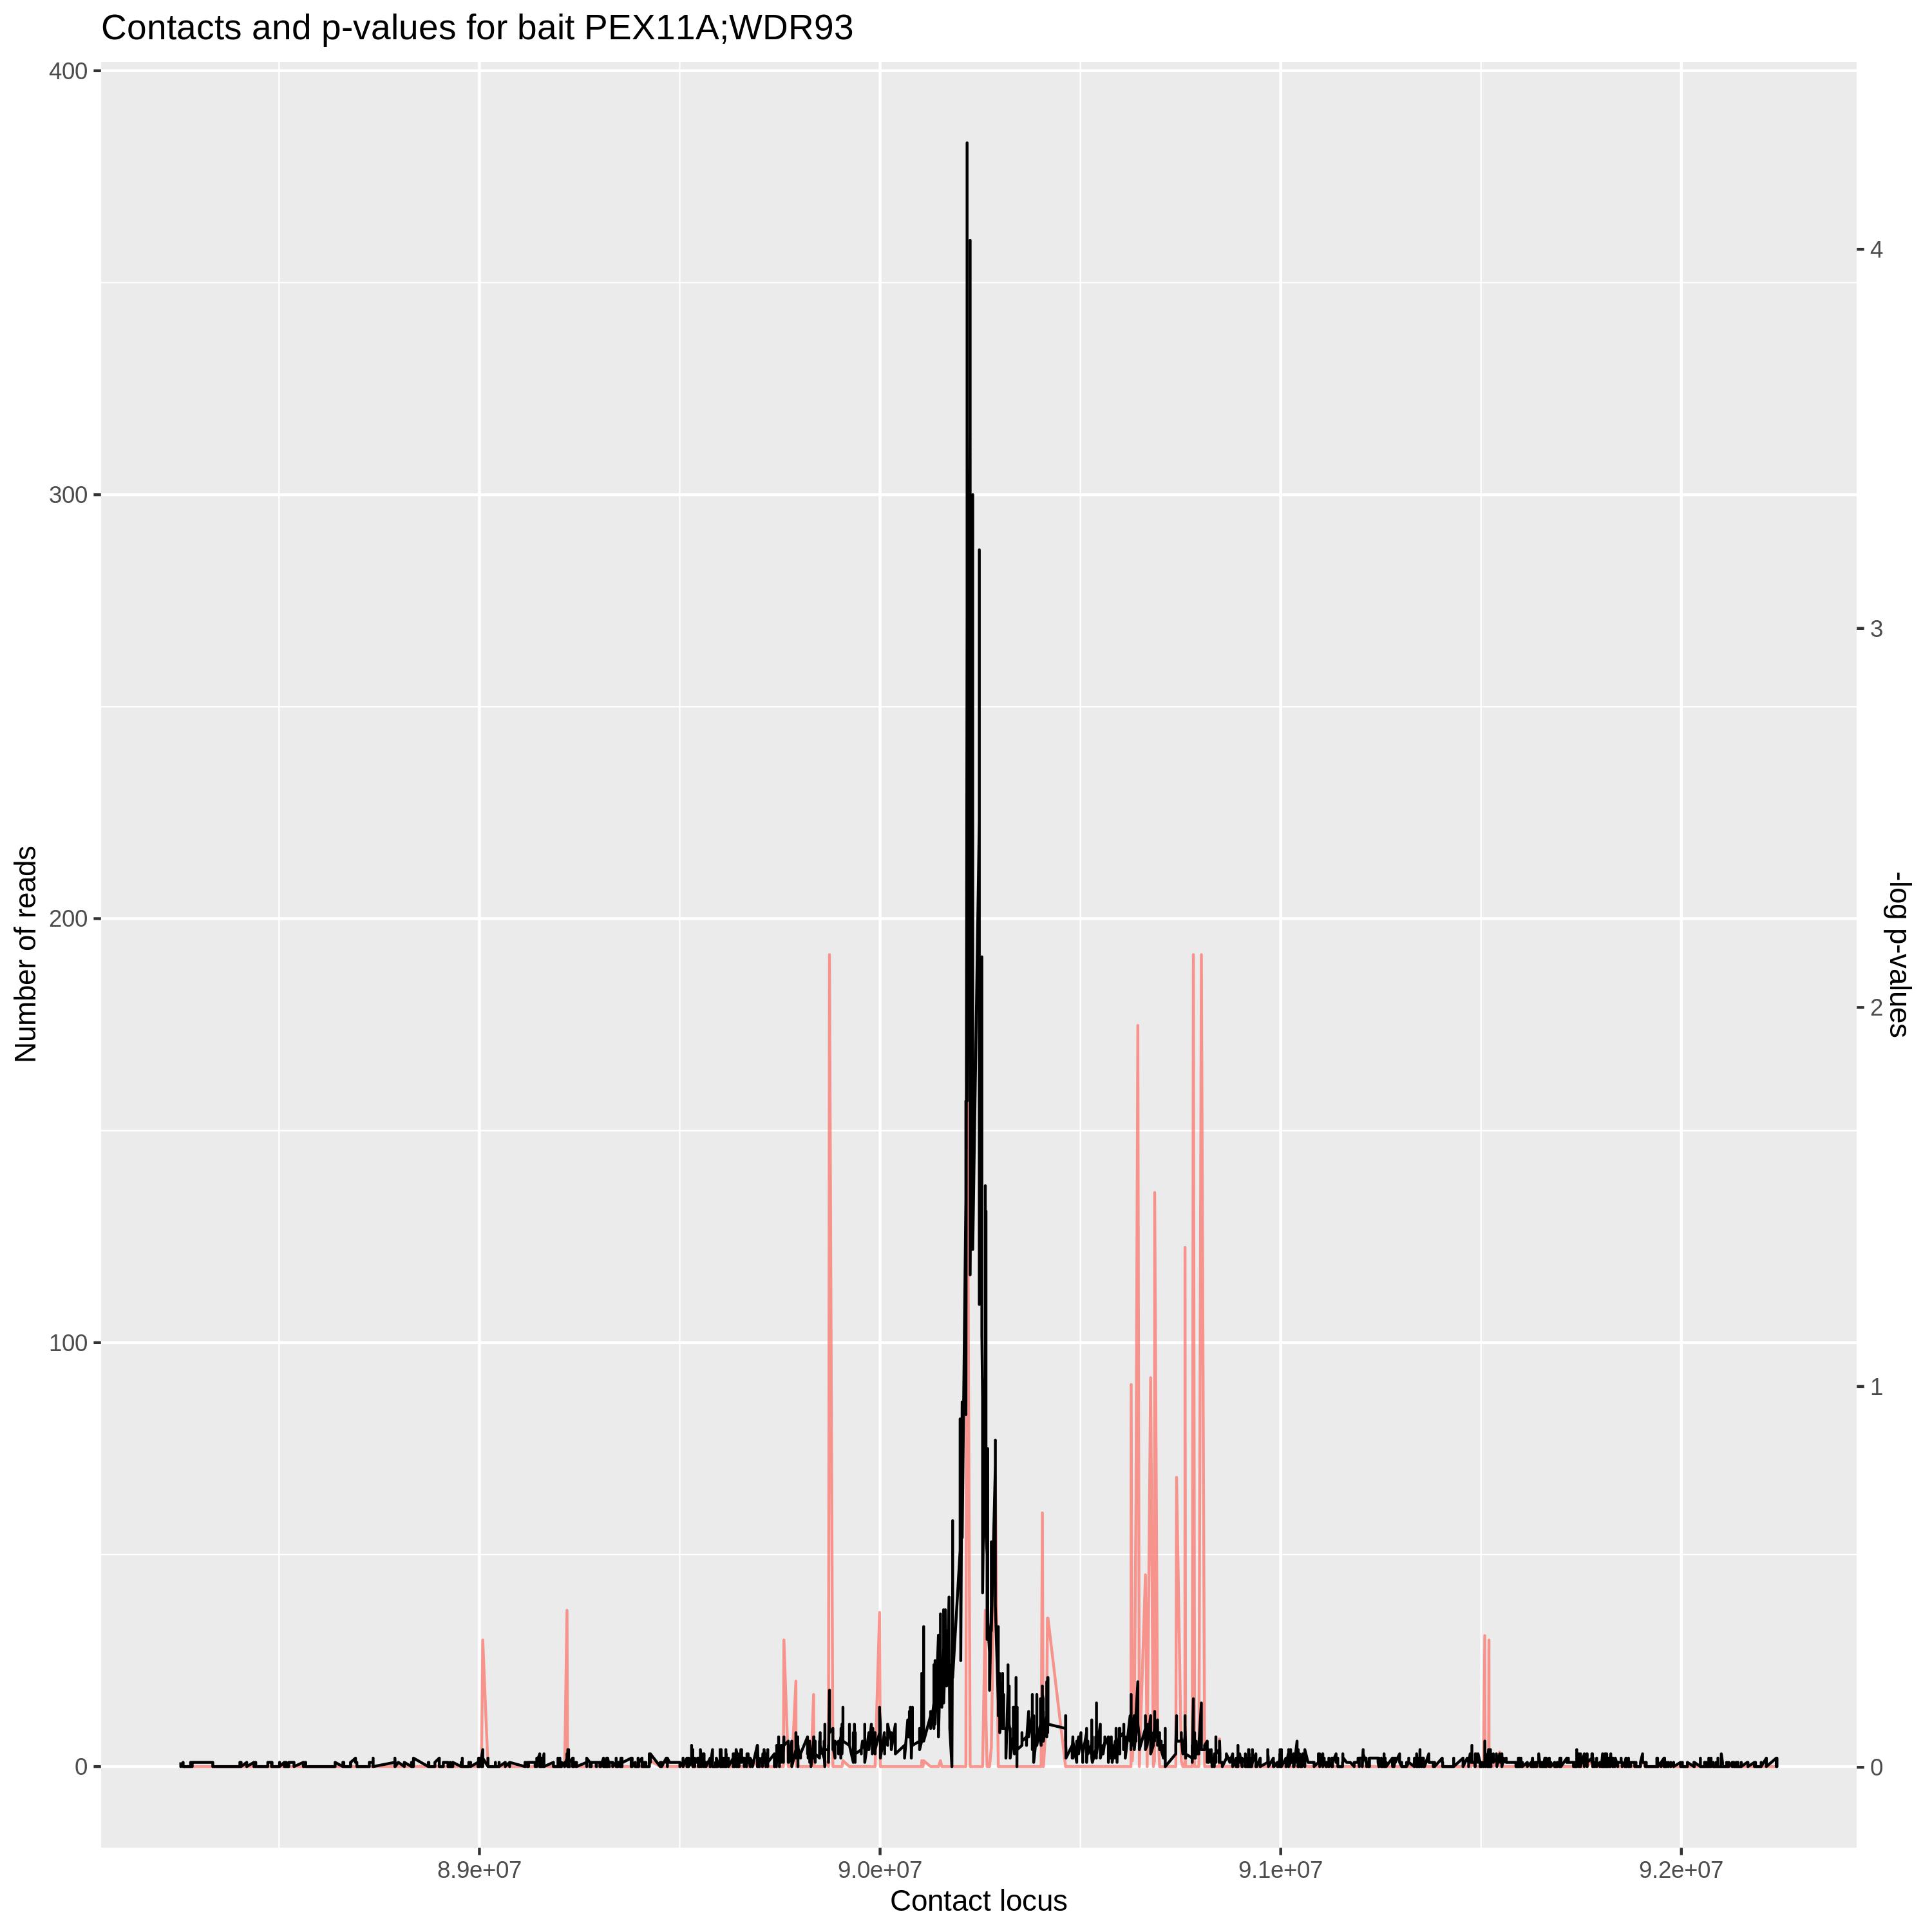 Contacts and p-values for bait PEX11A;WDR93
400
300
200
100
0
Number of reads
4
3
2
1
0
-log p-values
8.9e+07
9.0e+07
9.1e+07
9.2e+07
Contact locus